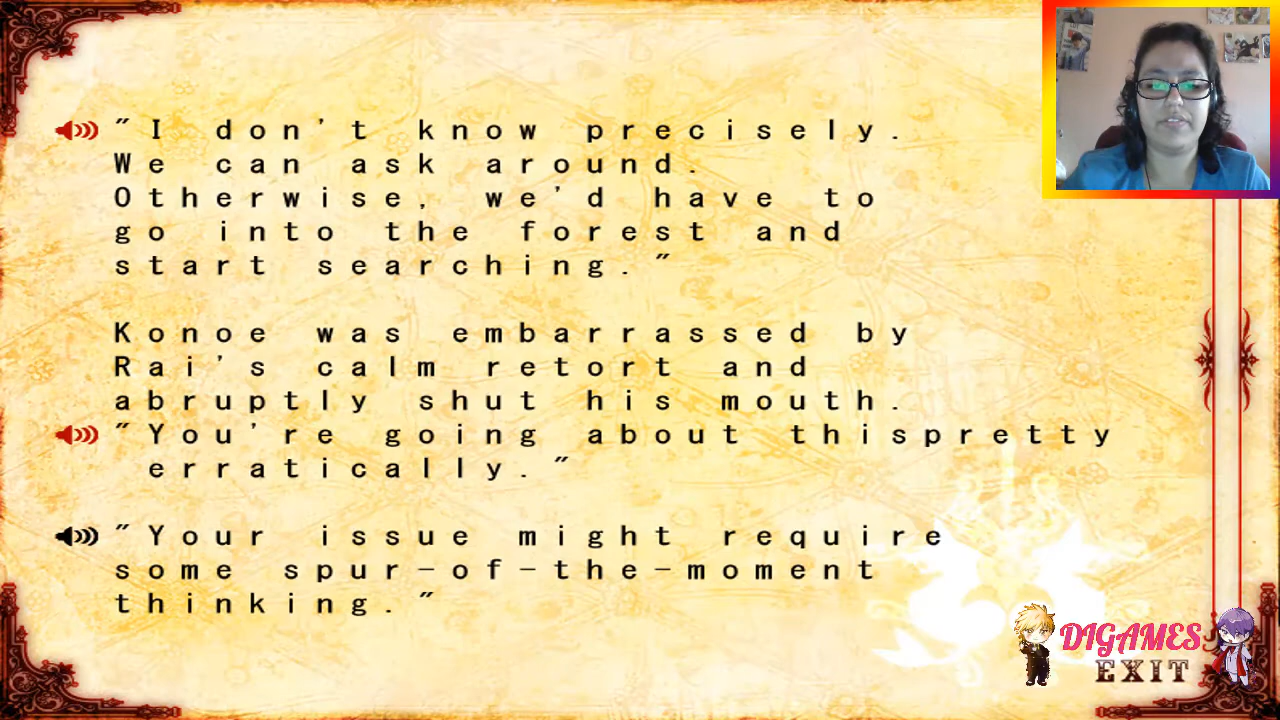 "I don't know precisely.
We can ask around.
Otherwise, we'd have to
go into the forest and
start searching."
Konoe was embarrassed by
Rai's calm retort and
abruptly shut his mouth.
"You're going about thispretty
erratically."
"Your issue might require
some spur-of-the-moment
thinking."
DIGAMES
EXIT